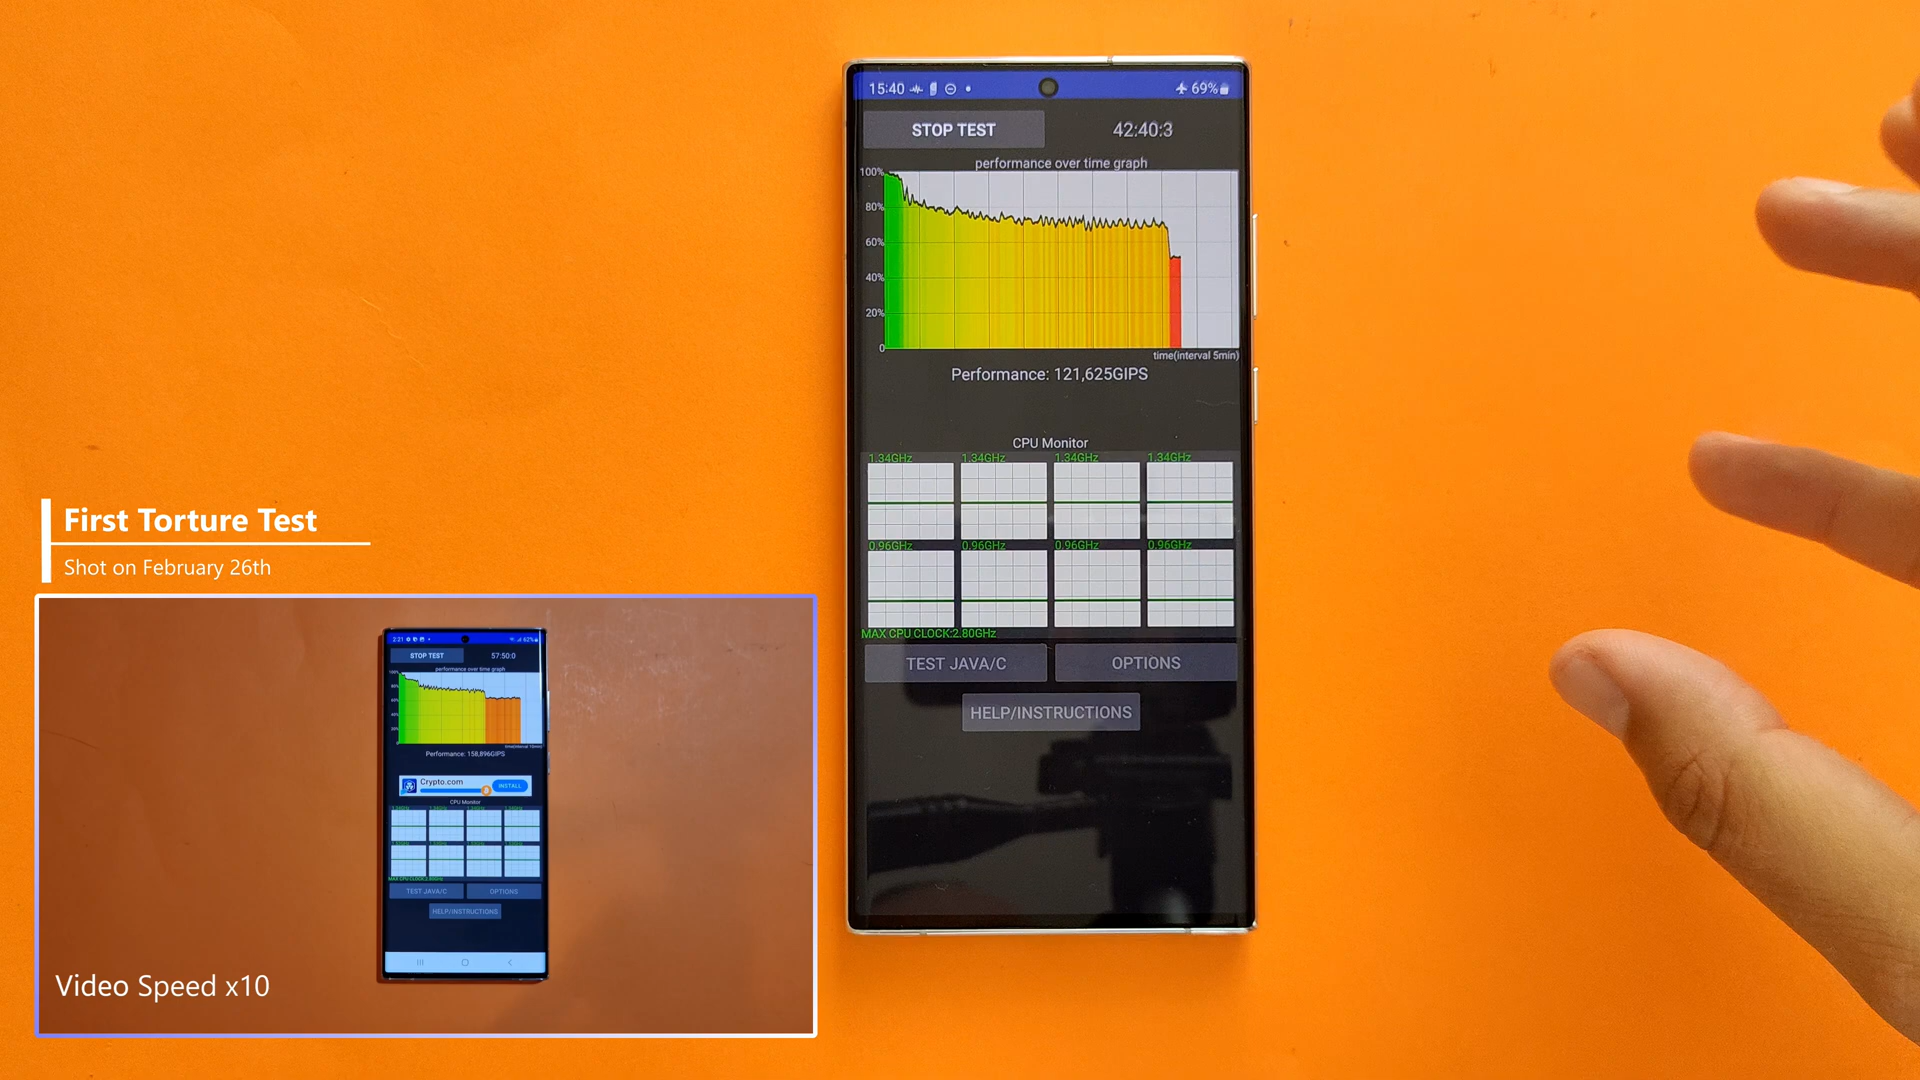 15:40 69%
STOP TEST 42:40:3
performance over time graph
100%
80%
60%
40%
20%
0
time(interval 5min)
Performance: 121,625GIPS
CPU Monitor
1.34GHz 1.34GHz 1.34GHz 1.34GHz
0.96GHz 0.96GHz 0.96GHz 0.96GHz
MAX CPU CLOCK:2.80GHz
TEST JAVA/C OPTIONS
HELP/INSTRUCTIONS
First Torture Test
Shot on February 26th
2:21 62%
STOP TEST 57:50:0
performance over time graph
Performance: 158,896GIPS
Crypto.com
INSTALL
CPU Monitor
TEST JAVA/C OPTIONS
HELP/INSTRUCTIONS
Video Speed x10